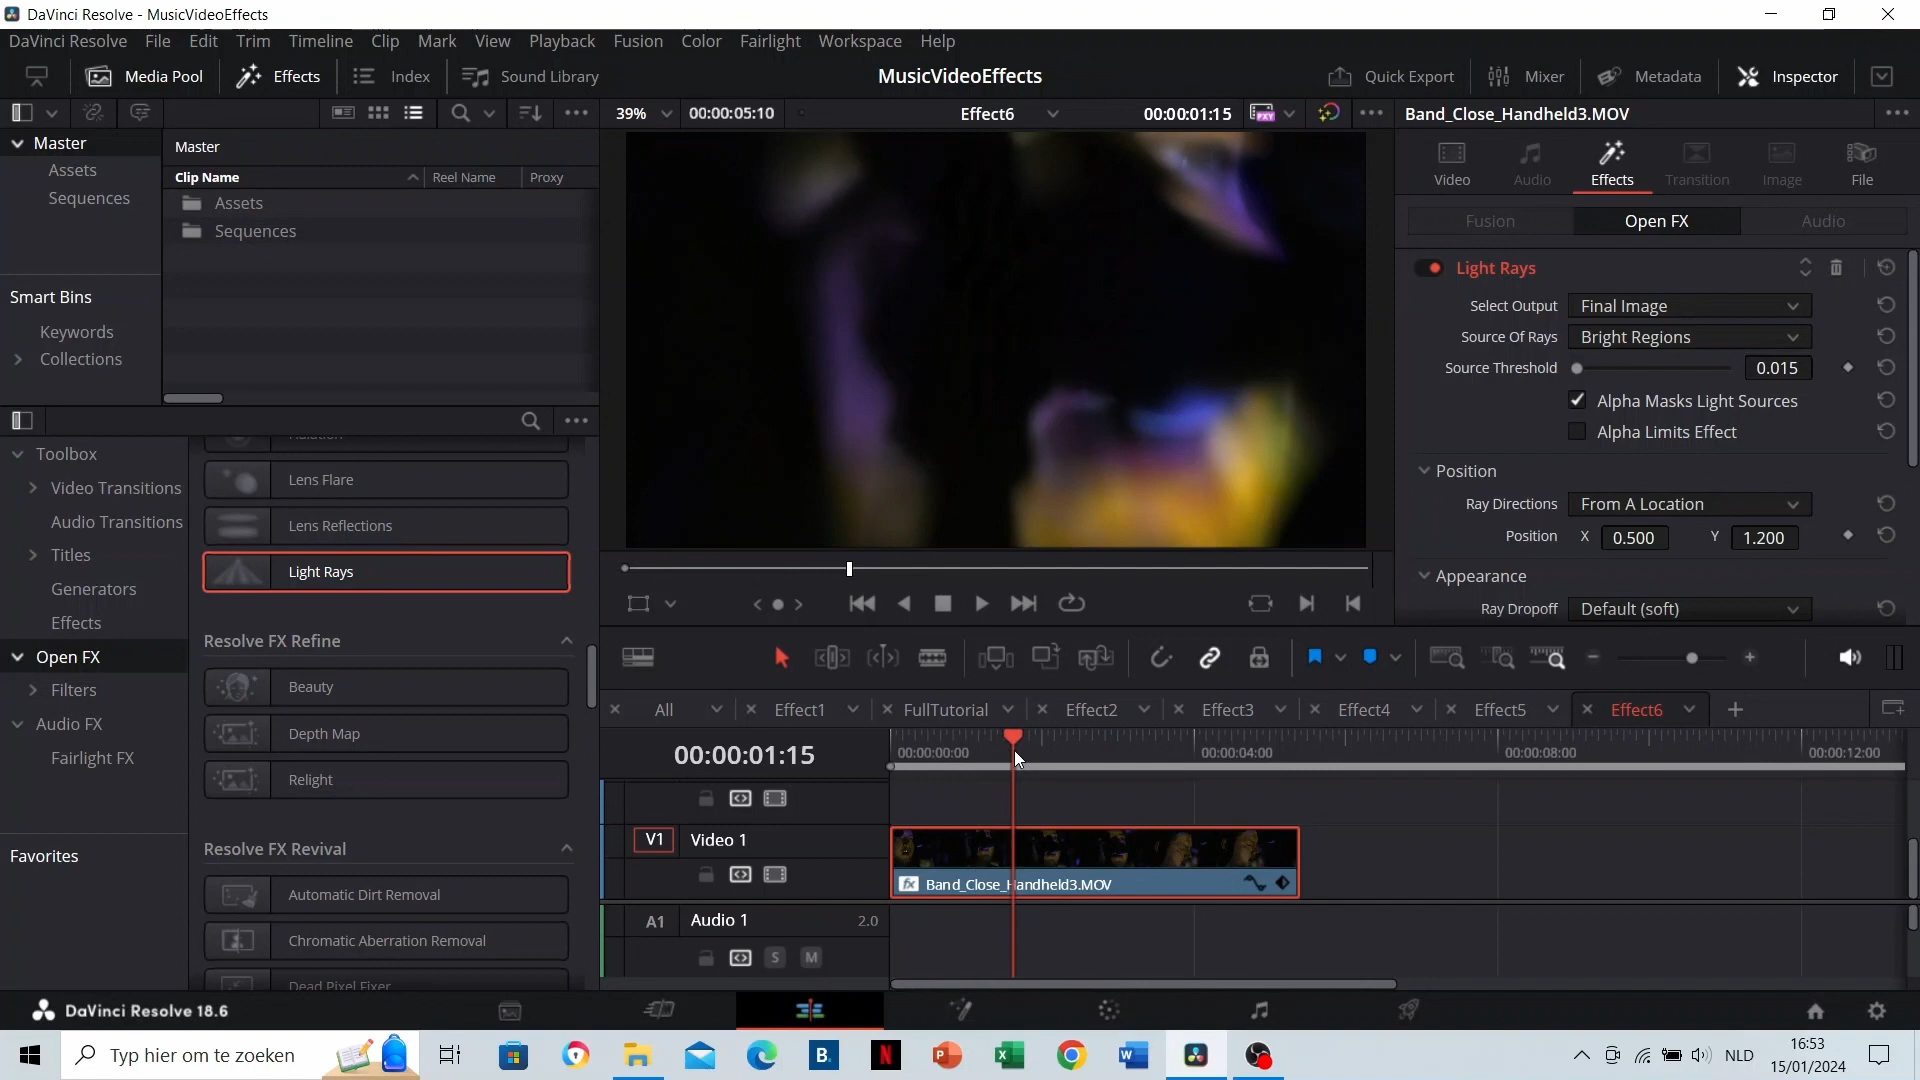 DaVinci Resolve - MusicVideoEffects
DaVinci Resolve File Edit Trim Timeline Clip Mark View Playback Fusion Color Fairlight Workspace Help
Media Pool Effects Index Sound Library MusicVideoEffects Quick Export Mixer Metadata Inspector
39% 00:00:05:10 Effect6 00:00:01:15 Band_Close_Handheld3.MOV
Master
Assets
Sequences
Smart Bins
Keywords
Collections
Master
Clip Name Reel Name Proxy
Assets
Sequences
Video Audio Effects Transition Image File
Fusion Open FX Audio
Light Rays
Select Output Final Image
Source Of Rays Bright Regions
Source Threshold 0.015
Alpha Masks Light Sources
Alpha Limits Effect
Position
Ray Directions From A Location
Position X 0.500 Y 1.200
Appearance
Ray Dropoff Default (soft)
Toolbox
Video Transitions
Audio Transitions
Titles
Generators
Effects
Open FX
Filters
Audio FX
Fairlight FX
Favorites
Lens Flare
Lens Reflections
Light Rays
Resolve FX Refine
Beauty
Depth Map
Relight
Resolve FX Revival
Automatic Dirt Removal
Chromatic Aberration Removal
Dead Pixel Fixer
All Effect1 FullTutorial Effect2 Effect3 Effect4 Effect5 Effect6
00:00:01:15 00:00:00:00 00:00:04:00 00:00:08:00 00:00:12:00
V1 Video 1
fx Band_Close_Handheld3.MOV
A1 Audio 1 2.0
S M
DaVinci Resolve 18.6
Typ hier om te zoeken
B.
N
NLD
16:53
15/01/2024